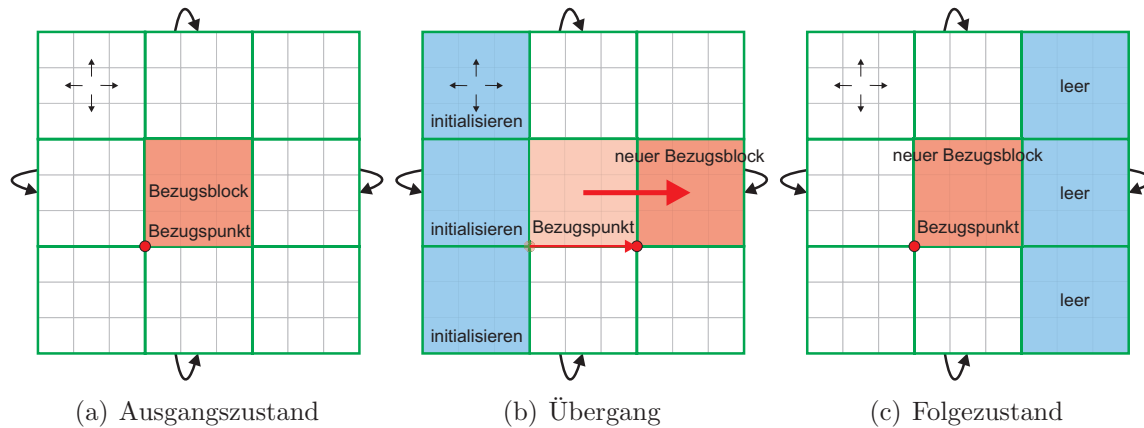 Bezugsblock
Bezugspunkt
(a) Ausgangszustand
initialisieren
neuer Bezugsblock
Bezugspunkt
initialisieren
initialisieren
(b) Übergang
leer
neuer Bezugsblock
leer
Bezugspunkt
leer
(c) Folgezustand